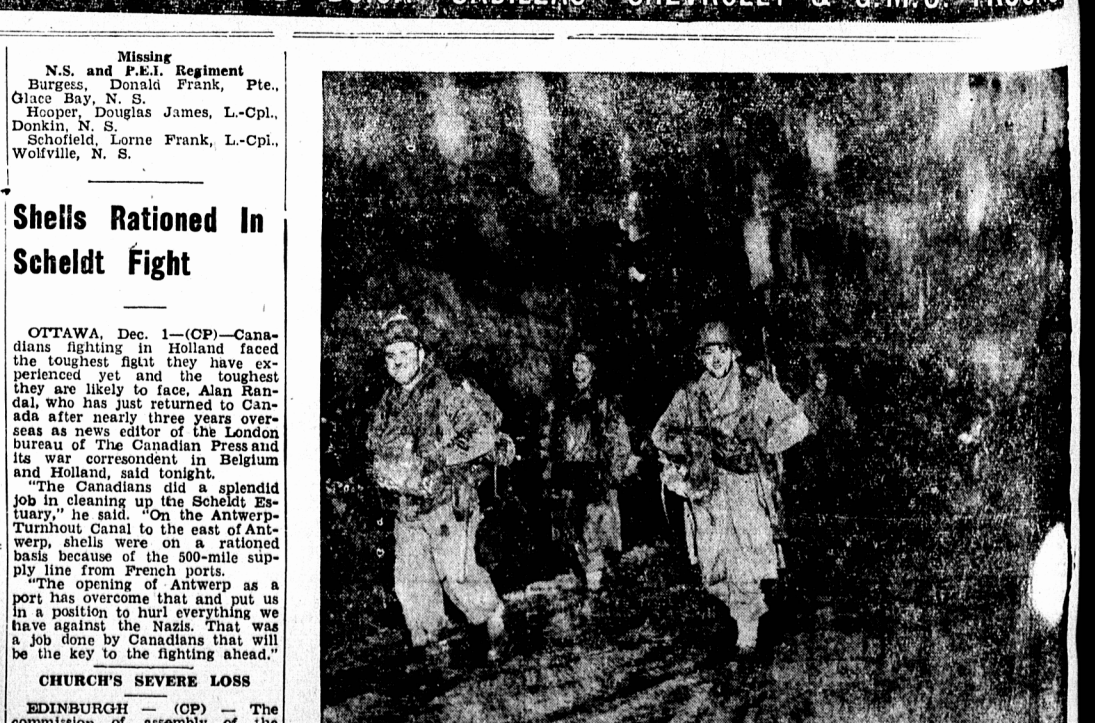 CHEVROLET & G.M.C.
Missing
N.S. and P.E.I. Regiment
Burgess, Donald Frank, Pte.,
Glace Bay, N. S.
Hooper, Douglas James, L.-Cpl.,
Donkin, N. S.
Schofield, Lorne Frank, L.-Cpl.,
Wolfville, N. S.
Shells Rationed In
Scheldt Fight
OTTAWA, Dec. 1—(CP)—Cana-
dians fighting in Holland faced
the toughest fight they have ex-
perienced yet and the toughest
they are likely to face, Alan Ran-
dal, who has just returned to Can-
ada after nearly three years over-
seas as news editor of the London
bureau of The Canadian Press and
its war corresondent in Belgium
and Holland, said tonight.
"The Canadians did a splendid
job in cleaning up the Scheldt Es-
tuary," he said. "On the Antwerp-
Turnhout Canal to the east of Ant-
werp, shells were on a rationed
basis because of the 500-mile sup-
ply line from French ports.
"The opening of Antwerp as a
port has overcome that and put us
in a position to hurl everything we
have against the Nazis. That was
a job done by Canadians that will
be the key to the fighting ahead."
CHURCH'S SEVERE LOSS
EDINBURGH — (CP) — The
commission of assembly of the